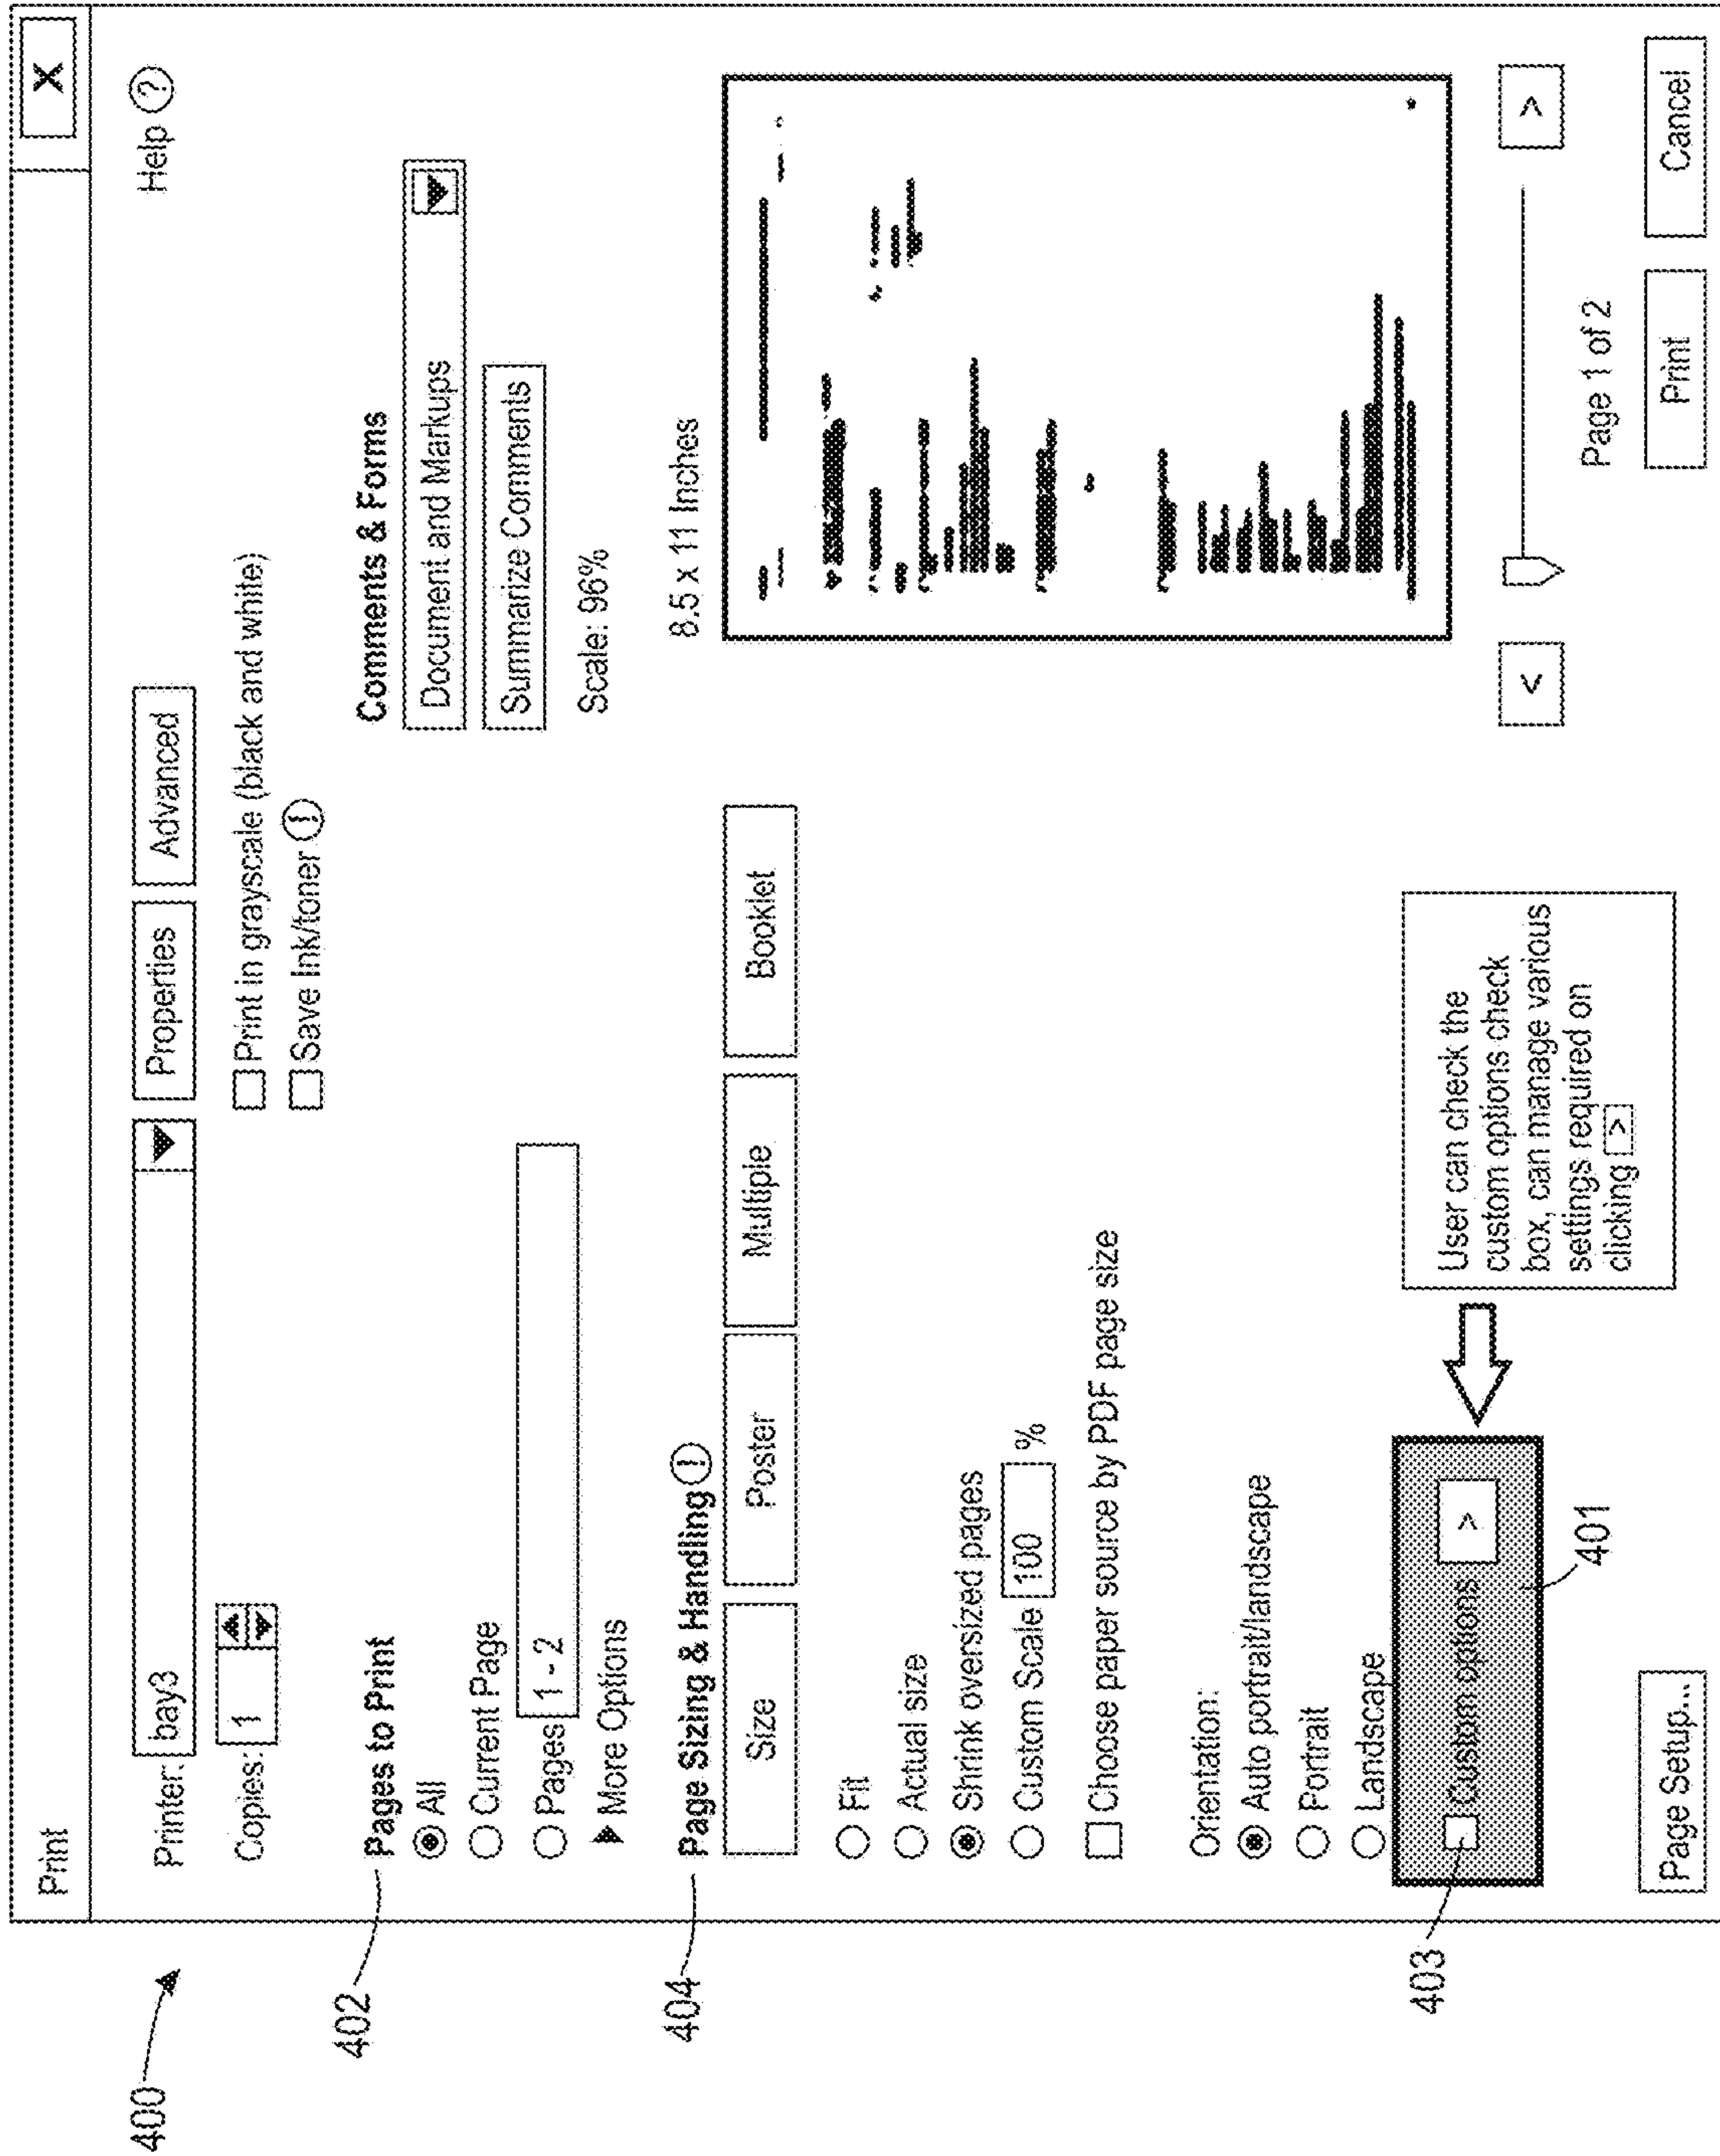 Print X
Printer: bay3 Properties Advanced Help ?
Copies: 1 Print in grayscale (black and white)
Save Ink/toner !
Pages to Print
All
Current Page
Pages 1 - 2
More Options
Comments & Forms
Document and Markups
Summarize Comments
Scale: 96%
Page Sizing & Handling !
Size Poster Multiple Booklet
Fit
Actual size
Shrink oversized pages
Custom Scale 100 %
Choose paper source by PDF page size
8.5 x 11 Inches
Orientation:
Auto portrait/landscape
Portrait
Landscape
Custom options >
User can check the
custom options check
box, can manage various
settings required on
clicking >
< >
Page 1 of 2
Page Setup... Print Cancel
400
402
404
403
401